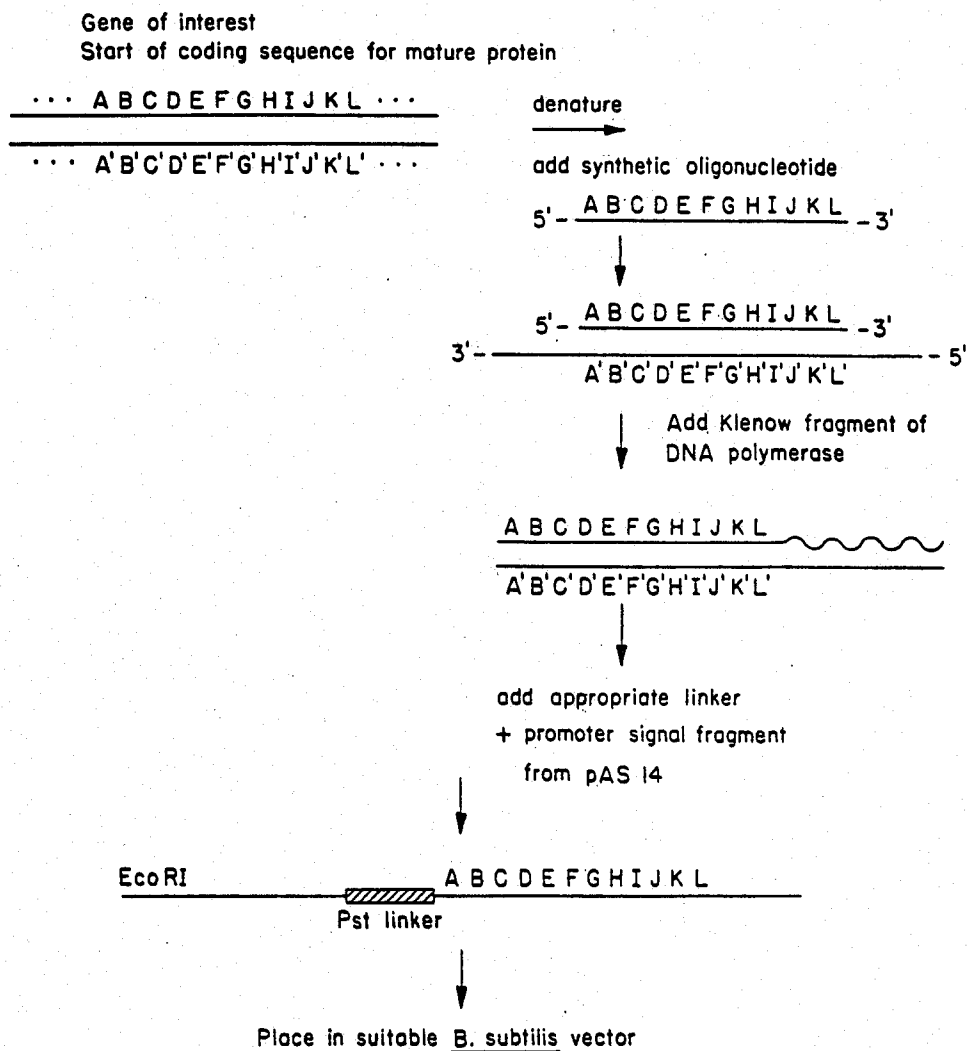 Gene of interest
Start of coding sequence for mature protein
··· A B C D E F G H I J K L ···
··· A' B' C' D' E' F' G' H' I' J' K' L' ···
denature
add synthetic oligonucleotide
5'- A B C D E F G H I J K L -3'
5'- A B C D E F G H I J K L -3'
3'- -5'
A' B' C' D' E' F' G' H' I' J' K' L'
Add Klenow fragment of
DNA polymerase
A B C D E F G H I J K L
A' B' C' D' E' F' G' H' I' J' K' L'
add appropriate linker
+ promoter signal fragment
from pAS 14
EcoRI A B C D E F G H I J K L
Pst linker
Place in suitable B. subtilis vector